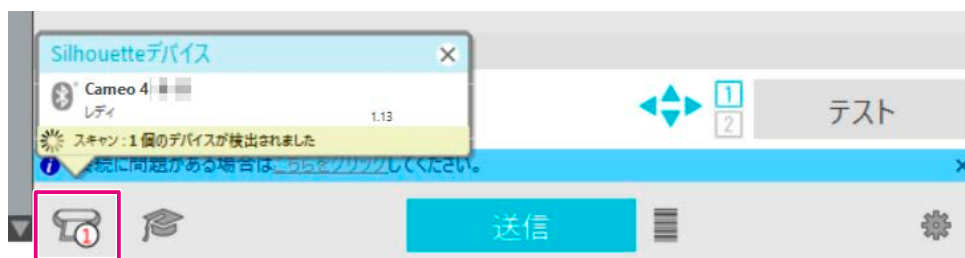 Silhouetteデバイス
Cameo 4
レディ
1.13
スキャン : 1 個のデバイスが検出されました
接続に問題がある場合はこちらをクリックしてください。
1
2
テスト
1
送信